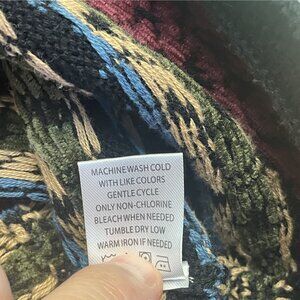 MACHINE WASH COLD
WITH LIKE COLORS
GENTLE CYCLE
ONLY NON-CHLORINE
BLEACH WHEN NEEDED
TUMBLE DRY LOW
WARM IRON IF NEEDED